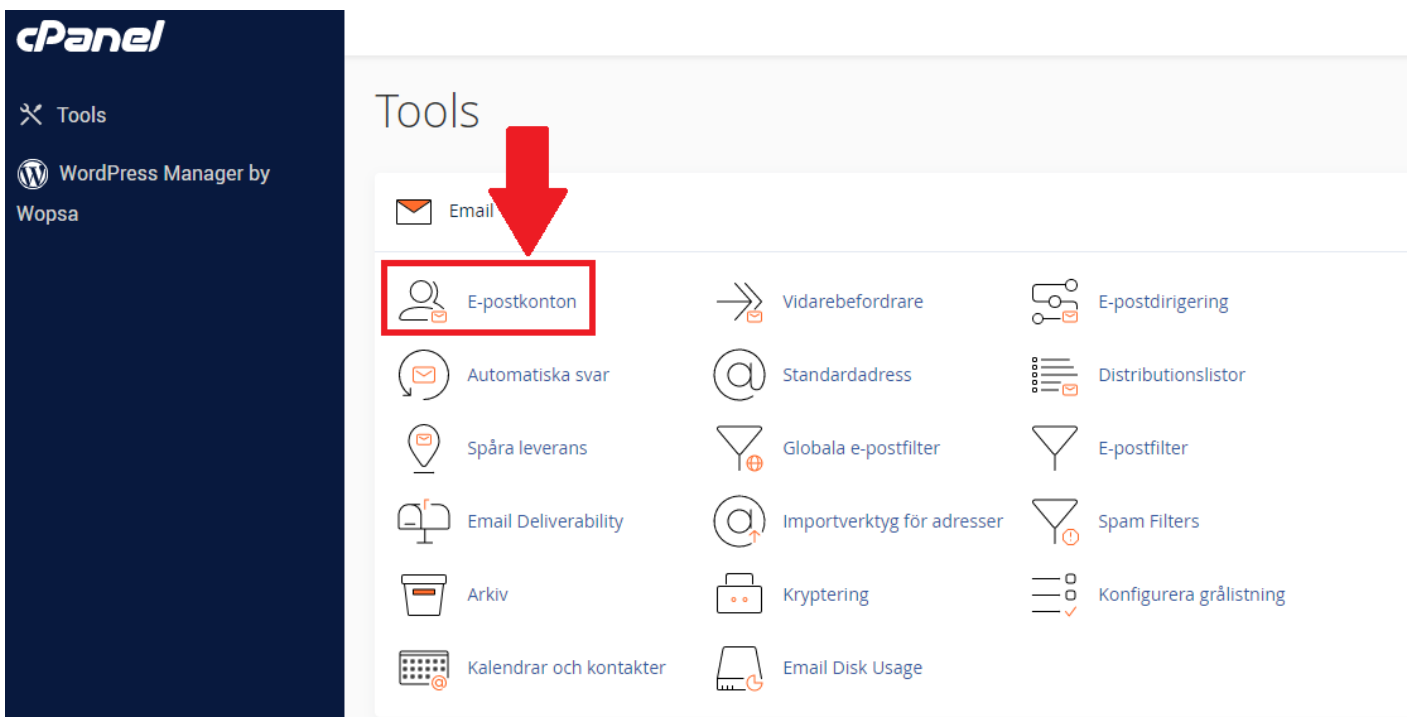 cPanel
Tools
WordPress Manager by
Wopsa
Tools
Email
E-postkonton
Vidarebefordrare
E-postdirigering
Automatiska svar
Standardadress
Distributionslistor
Spåra leverans
Globala e-postfilter
E-postfilter
Email Deliverability
Importverktyg för adresser
Spam Filters
Arkiv
Kryptering
Konfigurera grålistning
Kalendrar och kontakter
Email Disk Usage